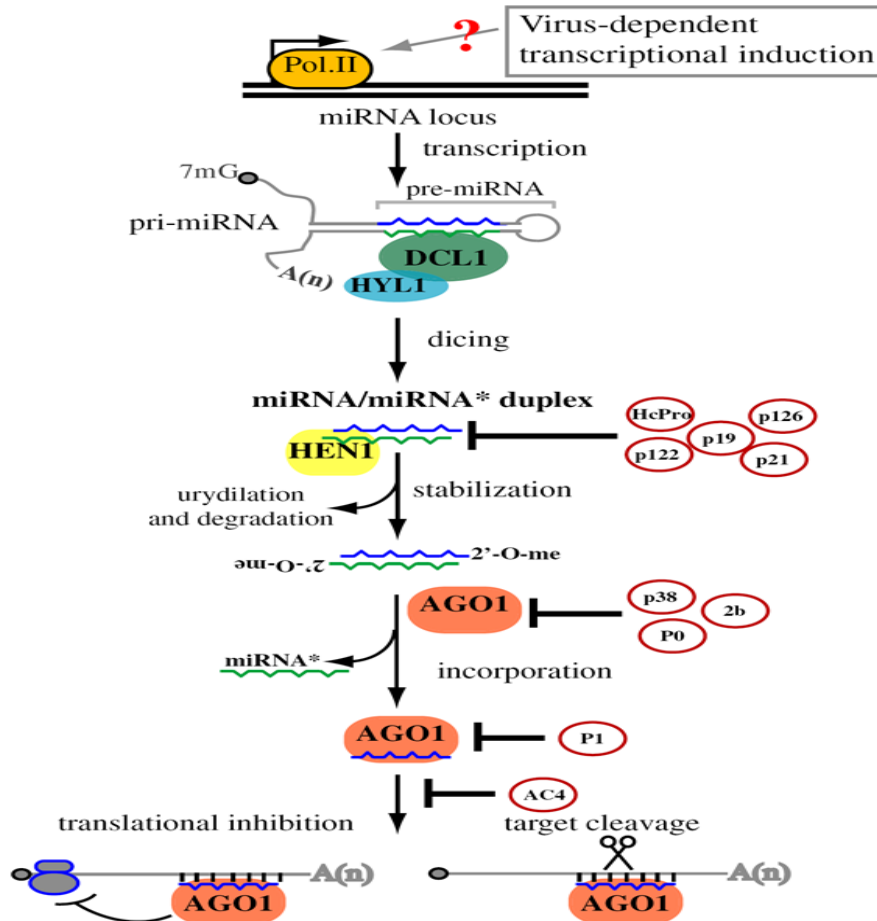 ?
Virus-dependent
transcriptional induction
Pol.II
miRNA locus
transcription
7mG
pre-miRNA
pri-miRNA
DCL1
A(n)
HYL1
dicing
miRNA/miRNA* duplex
HcPro
p126
p19
p122
p21
HEN1
urydilation
and degradation
stabilization
2'-O-me
2'-O-me
AGO1
p38
2b
P0
miRNA*
incorporation
AGO1
P1
AC4
translational inhibition
target cleavage
A(n)
A(n)
AGO1
AGO1